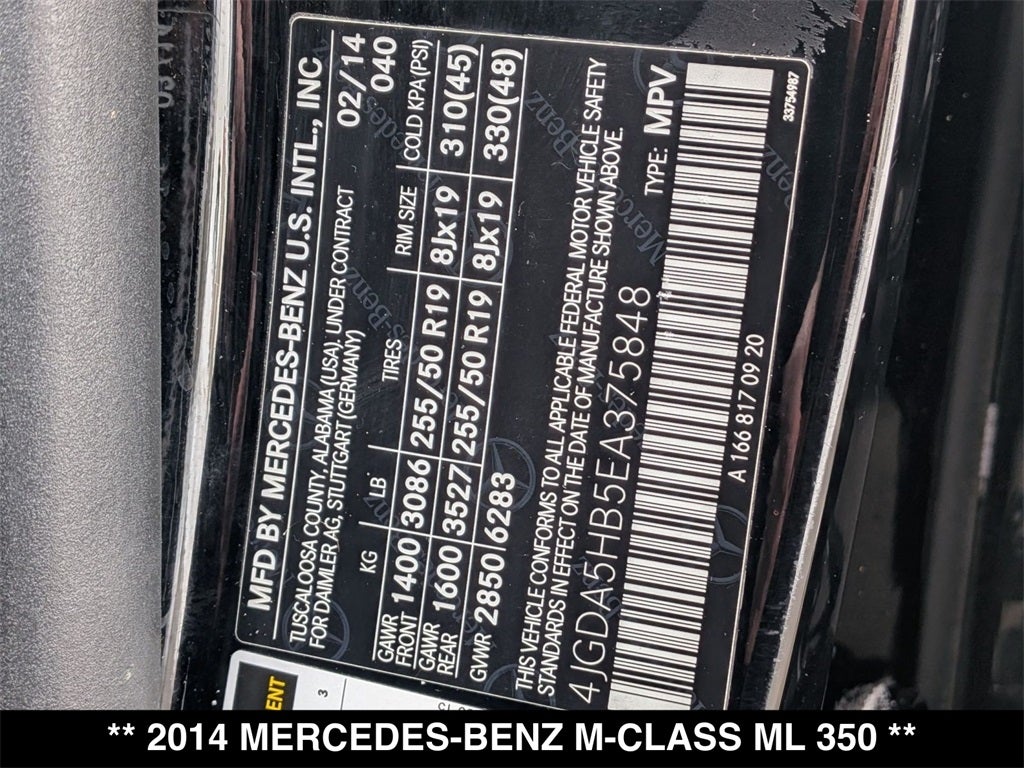 MFD BY MERCEDES-BENZ U.S. INTL., INC
TUSCALOOSA COUNTY, ALABAMA (USA), UNDER CONTRACT 02/14
FOR DAIMLER AG, STUTTGART (GERMANY) 040
KG LB TIRES RIM SIZE COLD KPA (PSI)
GAWR
FRONT 1400 3086 255/50 R19 8Jx19 310(45)
GAWR
REAR 1600 3527 255/50 R19 8Jx19 330(48)
GVWR 2850 6283
THIS VEHICLE CONFORMS TO ALL APPLICABLE FEDERAL MOTOR VEHICLE SAFETY
STANDARDS IN EFFECT ON THE DATE OF MANUFACTURE SHOWN ABOVE.
4JGDA5HB5EA375848 TYPE: MPV
A 166 817 09 20
33754987
3
** 2014 MERCEDES-BENZ M-CLASS ML 350 **